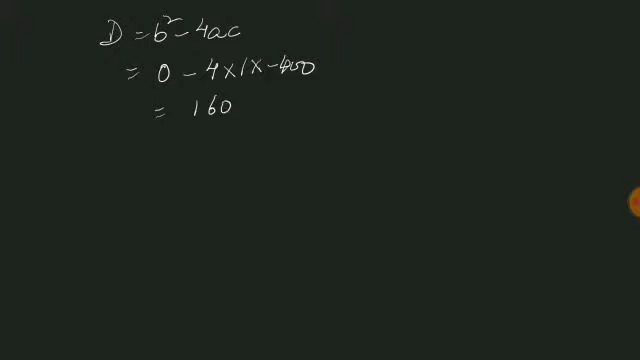 D = b² - 4ac
= 0 - 4 × 1 × - 400
= 160